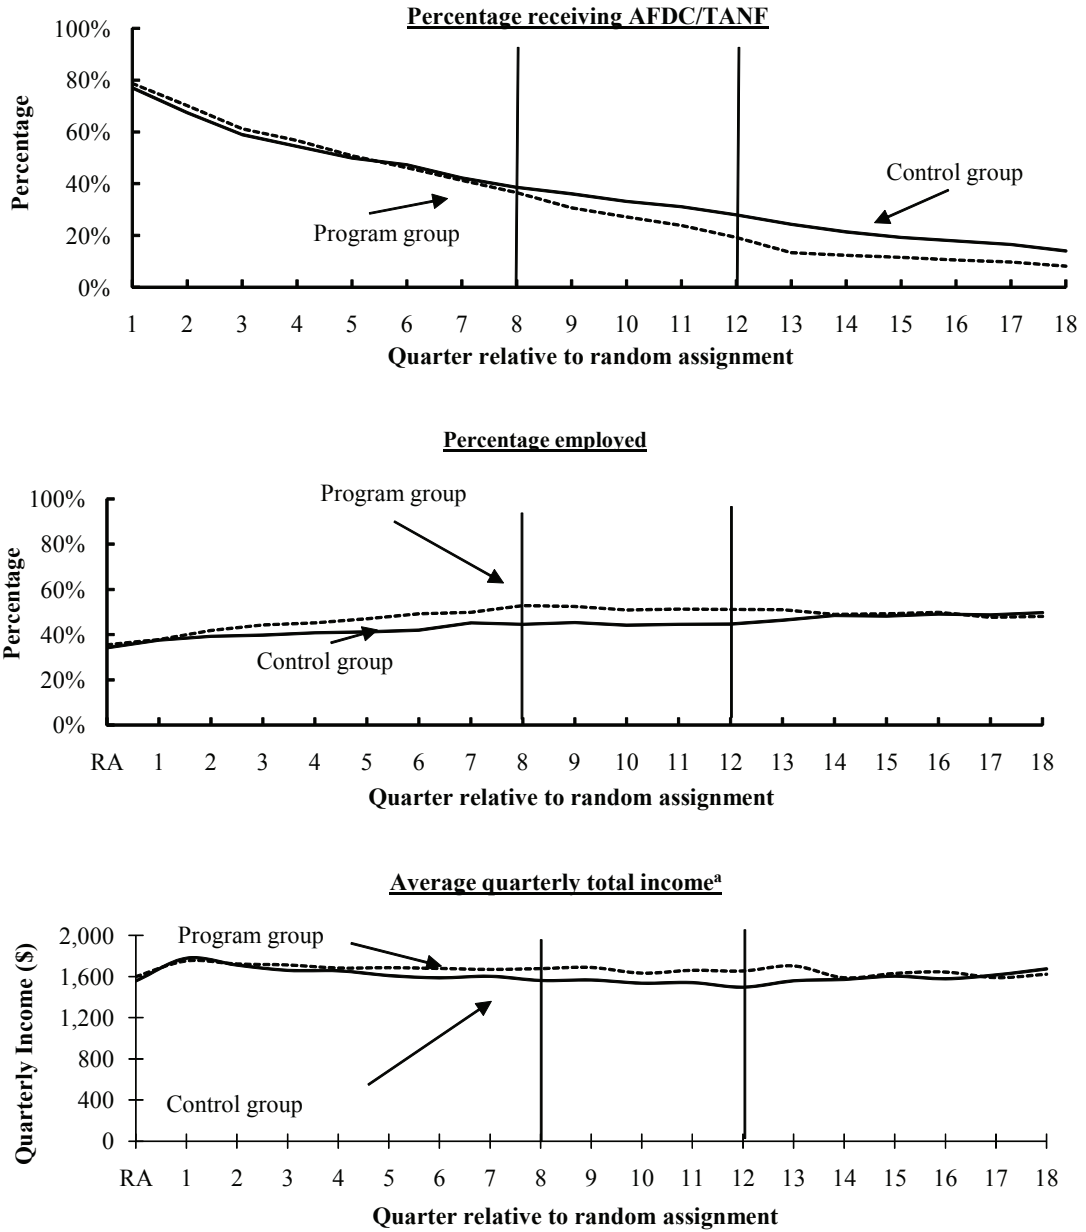 Percentage receiving AFDC/TANF
100%
80%
60%
40%
20%
0%
Percentage
Control group
Program group
1 2 3 4 5 6 7 8 9 10 11 12 13 14 15 16 17 18
Quarter relative to random assignment
Percentage employed
Program group
100%
80%
60%
40%
20%
0%
Percentage
Control group
RA 1 2 3 4 5 6 7 8 9 10 11 12 13 14 15 16 17 18
Quarter relative to random assignment
Average quarterly total incomeᵃ
2,000
1,600
1,200
800
400
0
Quarterly Income ($)
Program group
Control group
RA 1 2 3 4 5 6 7 8 9 10 11 12 13 14 15 16 17 18
Quarter relative to random assignment